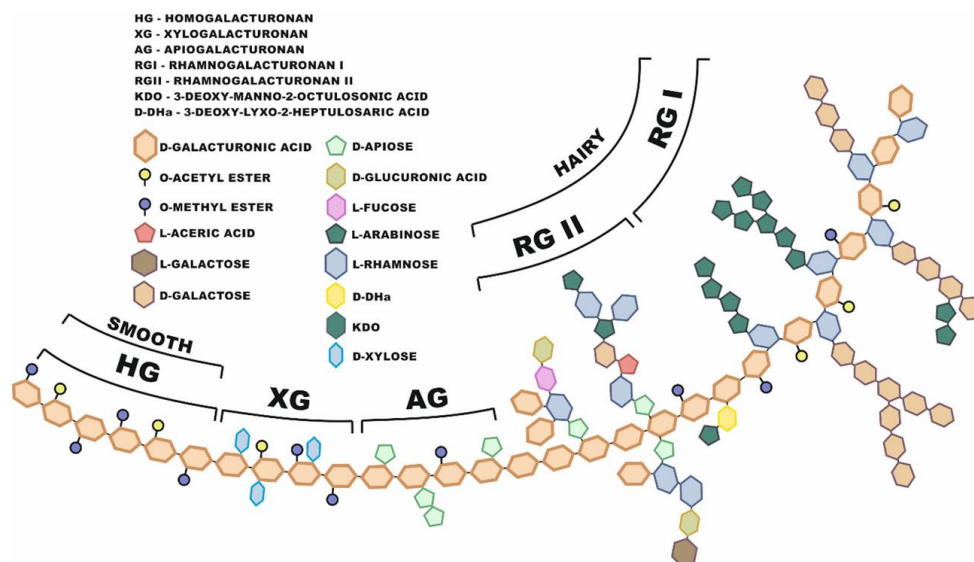 HG - HOMOGALACTURONAN
XG - XYLOGALACTURONAN
AG - APIOGALACTURONAN
RGI - RHAMNOGALACTURONAN I
RGII - RHAMNOGALACTURONAN II
KDO - 3-DEOXY-MANNO-2-OCTULOSONIC ACID
D-DHa - 3-DEOXY-LYXO-2-HEPTULOSARIC ACID
D-GALACTURONIC ACID
O-ACETYL ESTER
O-METHYL ESTER
L-ACERIC ACID
L-GALACTOSE
D-GALACTOSE
D-APIOSE
D-GLUCURONIC ACID
L-FUCOSE
L-ARABINOSE
L-RHAMNOSE
D-DHa
KDO
D-XYLOSE
SMOOTH
HG
XG
AG
HAIRY
RG II
RG I